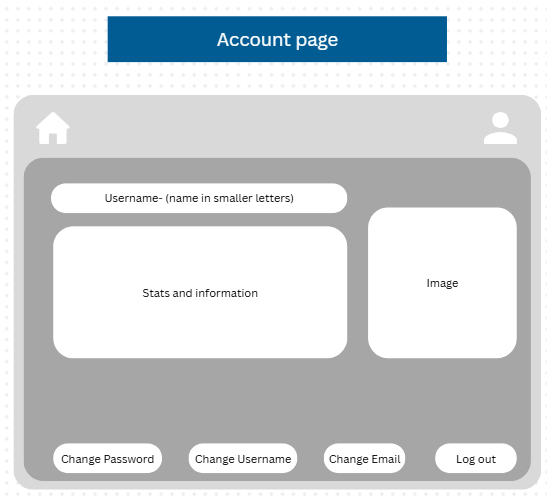 Account page
Username- (name in smaller letters)
Stats and information
Image
Change Password
Change Username
Change Email
Log out